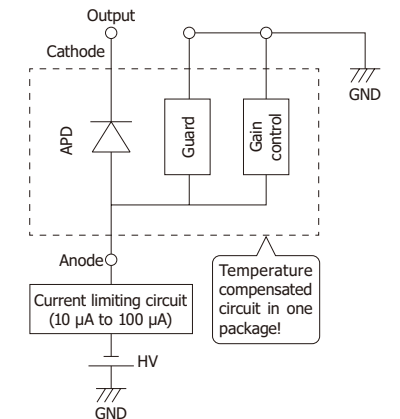 Output
Cathode
GND
APD
Guard
Gain
control
Anode
Temperature
compensated
circuit in one
package!
Current limiting circuit
(10 µA to 100 µA)
HV
GND